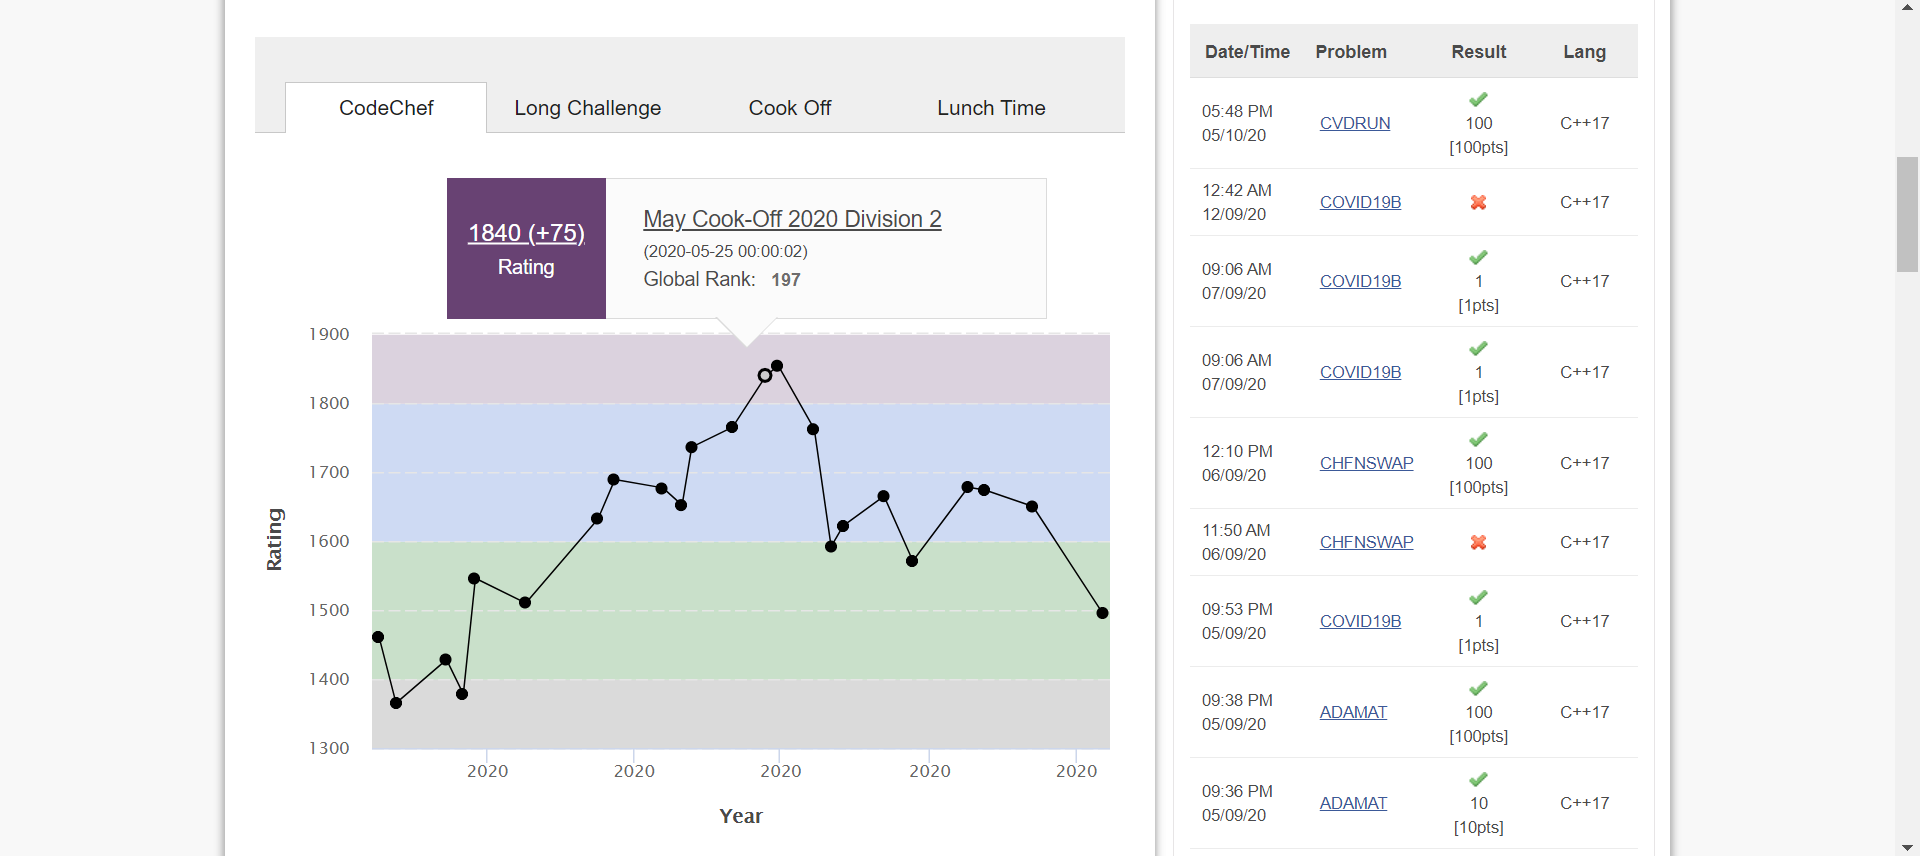 CodeChef
Long Challenge
Cook Off
Lunch Time
1840 (+75)
Rating
May Cook-Off 2020 Division 2
(2020-05-25 00:00:02)
Global Rank: 197
1900
1800
1700
1600
1500
1400
1300
Rating
2020 2020 2020 2020 2020
Year
Date/Time Problem Result Lang
05:48 PM
05/10/20
CVDRUN
100
[100pts]
C++17
12:42 AM
12/09/20
COVID19B
C++17
09:06 AM
07/09/20
COVID19B
1
[1pts]
C++17
09:06 AM
07/09/20
COVID19B
1
[1pts]
C++17
12:10 PM
06/09/20
CHFNSWAP
100
[100pts]
C++17
11:50 AM
06/09/20
CHFNSWAP
C++17
09:53 PM
05/09/20
COVID19B
1
[1pts]
C++17
09:38 PM
05/09/20
ADAMAT
100
[100pts]
C++17
09:36 PM
05/09/20
ADAMAT
10
[10pts]
C++17